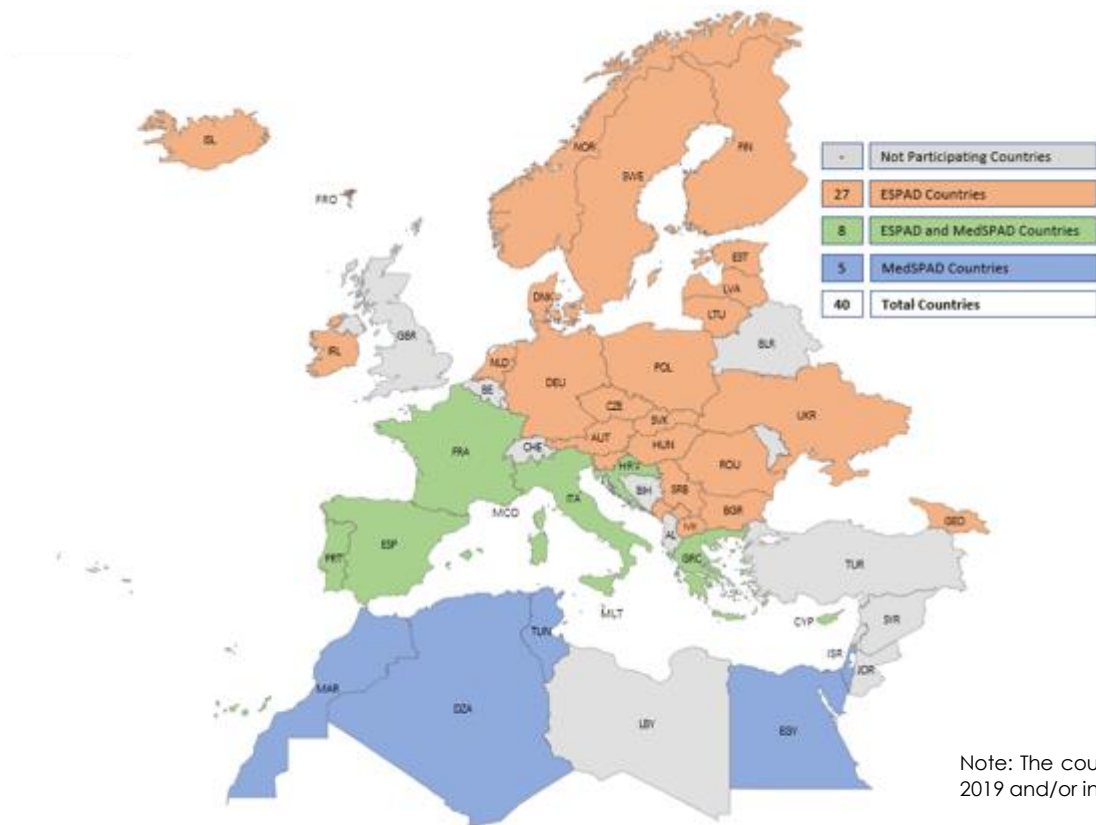 ISL
FIN
NOR
SWE
- Not Participating Countries
FRO
27 ESPAD Countries
8 ESPAD and MedSPAD Countries
EST
5 MedSPAD Countries
LVA
DNK
40 Total Countries
LTU
GBR
BLR
IRL
NLD
POL
DEU
BE
UKR
CZE
SVK
AUT
HUN
CHE
FRA
ROU
HRV
BIH
SRB
ITA
BGR
MCO
GEO
AL
ESP
PRT
GRC
TUR
MLT
CYP
SYR
TUN
ISR
JOR
MAR
DZA
LBY
EGY
Note: The cou
2019 and/or in